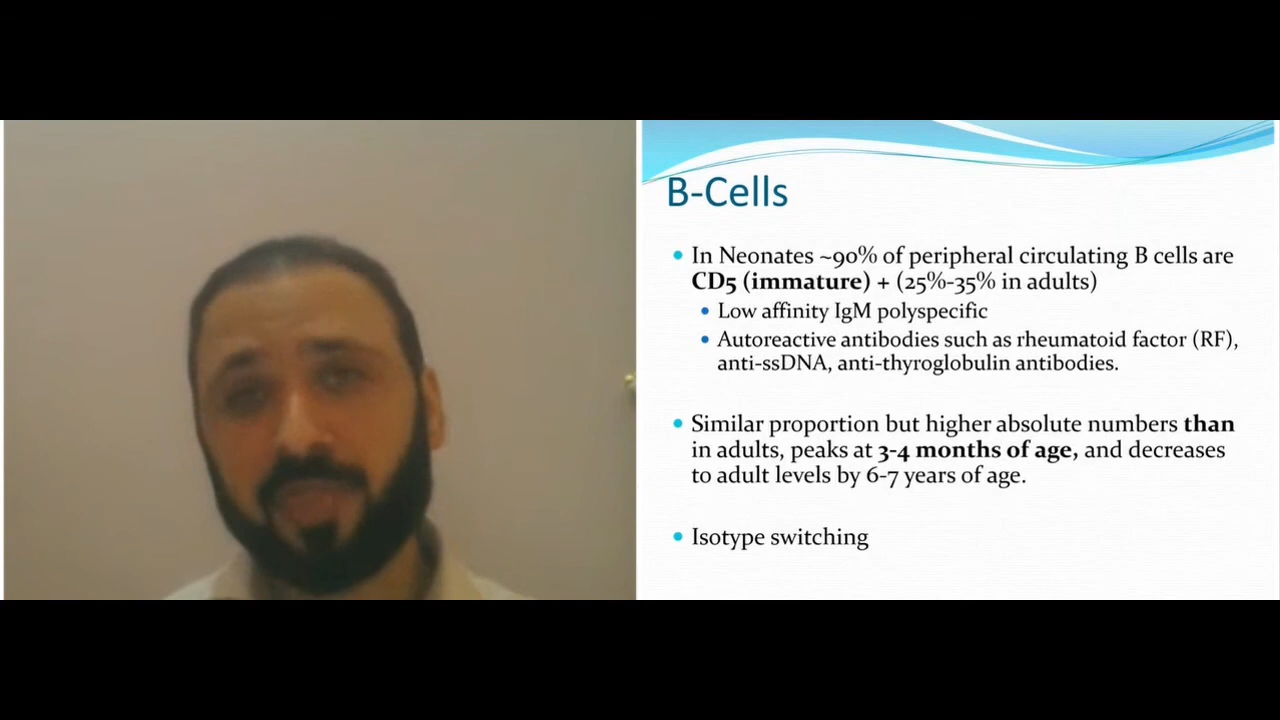 B-Cells
• In Neonates ~90% of peripheral circulating B cells are
CD5 (immature) + (25%-35% in adults)
• Low affinity IgM polyspecific
• Autoreactive antibodies such as rheumatoid factor (RF),
anti-ssDNA, anti-thyroglobulin antibodies.
• Similar proportion but higher absolute numbers than
in adults, peaks at 3-4 months of age, and decreases
to adult levels by 6-7 years of age.
• Isotype switching